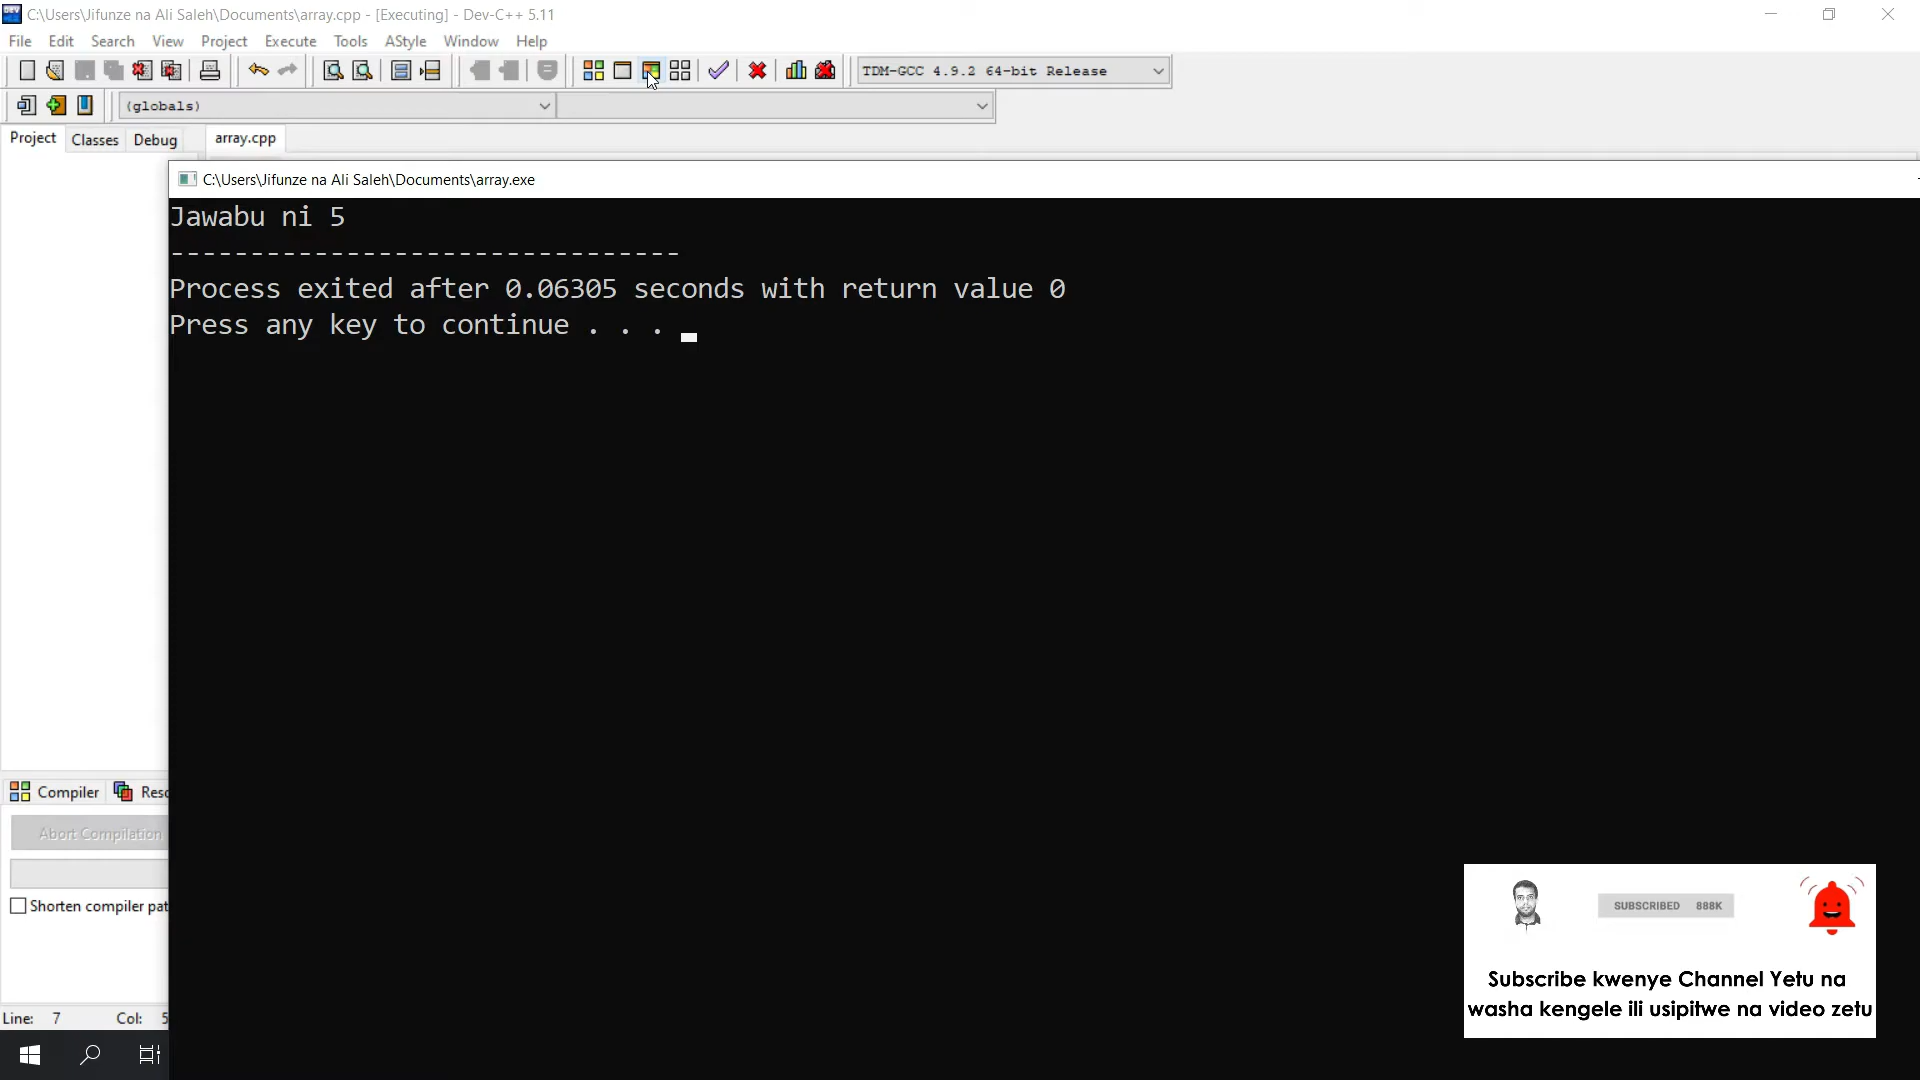 C:\Users\Jifunze na Ali Saleh\Documents\array.cpp - [Executing] - Dev-C++ 5.11
File Edit Search View Project Execute Tools AStyle Window Help
TDM-GCC 4.9.2 64-bit Release
(globals)
Project Classes Debug array.cpp
C:\Users\Jifunze na Ali Saleh\Documents\array.exe
Jawabu ni 5
--------------------------------
Process exited after 0.06305 seconds with return value 0
Press any key to continue . . .
Compiler Reso
Abort Compilation
Shorten compiler pat
SUBSCRIBED 888K
Subscribe kwenye Channel Yetu na
washa kengele ili usipitwe na video zetu
Line: 7 Col: 5